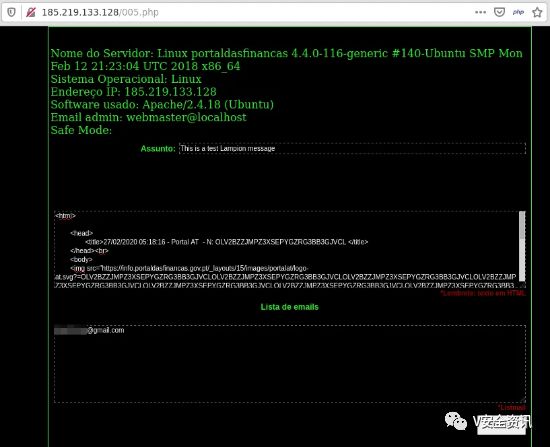 185.219.133.128/005.php
Nome do Servidor: Linux portaldasfinancas 4.4.0-116-generic #140-Ubuntu SMP Mon
Feb 12 21:23:04 UTC 2018 x86_64
Sistema Operacional: Linux
Endereço IP: 185.219.133.128
Software usado: Apache/2.4.18 (Ubuntu)
Email admin: webmaster@localhost
Safe Mode:
Assunto: This is a test Lampion message
<html>
<head>
<title>27/02/2020 05:18:16 - Portal AT - N: OLV2BZZJMPZ3XSEPYGZRG3BB3GJVCL </title>
</head><br>
<body>
<img src="https://info.portaldasfinancas.gov.pt/_layouts/15/images/portalat/logo-
at.svg?=OLV2BZZJMPZ3XSEPYGZRG3BB3GJVCLOLV2BZZJMPZ3XSEPYGZRG3BB3GJVCLOLV2BZZJMP
Z3XSEPYGZRG3BB3GJVCLOLV2BZZJMPZ3XSEPYGZRG3BB3GJVCLOLV2BZZJMPZ3XSEPYGZRG3BB3
*Lembrete: texto em HTML
Lista de emails
@gmail.com
V安全资讯